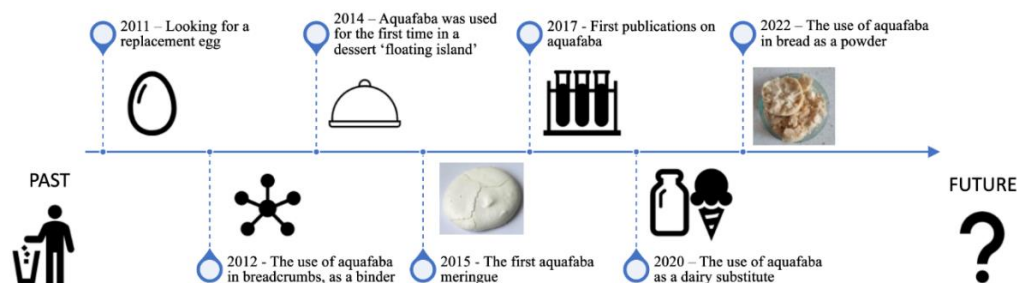 2011 – Looking for a
replacement egg
2014 – Aquafaba was used
for the first time in a
dessert ‘floating island’
2017 - First publications on
aquafaba
2022 – The use of aquafaba
in bread as a powder
PAST
FUTURE
2012 - The use of aquafaba
in breadcrumbs, as a binder
2015 - The first aquafaba
meringue
2020 – The use of aquafaba
as a dairy substitute